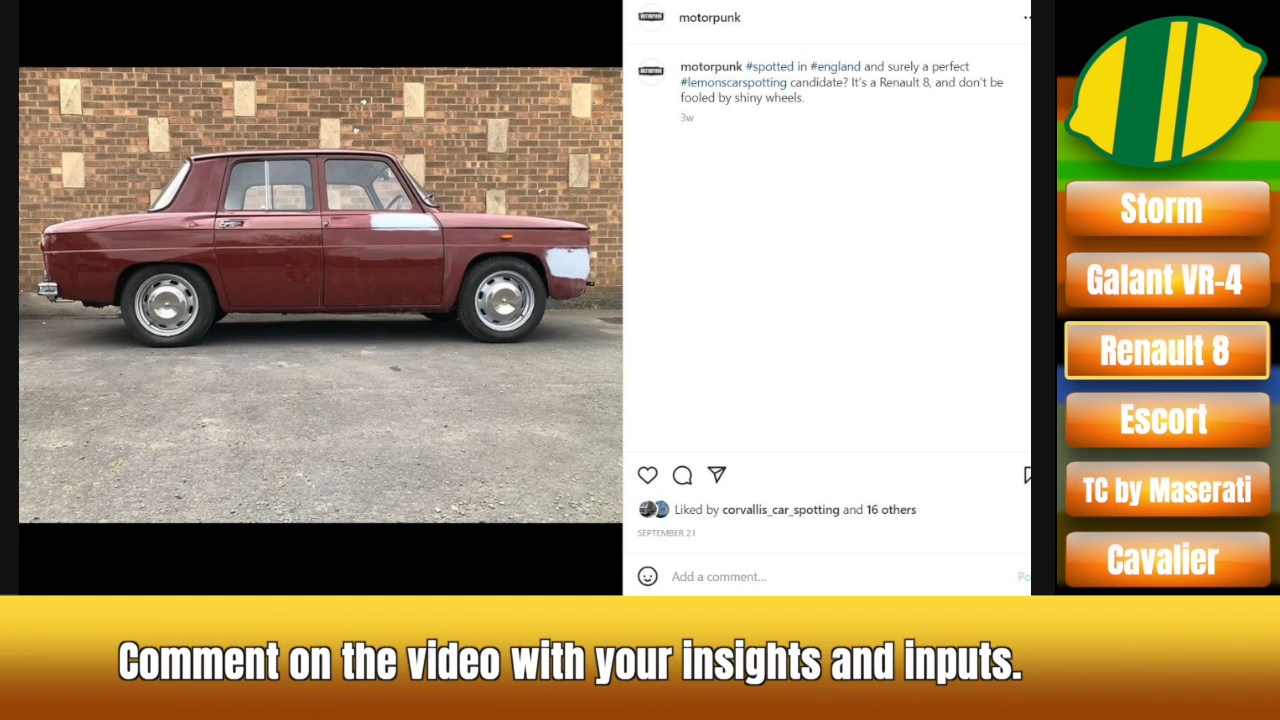 motorpunk
motorpunk #spotted in #england and surely a perfect
#lemonscarspotting candidate? It's a Renault 8, and don't be
fooled by shiny wheels.
3w
Liked by corvallis_car_spotting and 16 others
SEPTEMBER 21
Add a comment...
Po
Storm
Galant VR-4
Renault 8
Escort
TC by Maserati
Cavalier
Comment on the video with your insights and inputs.